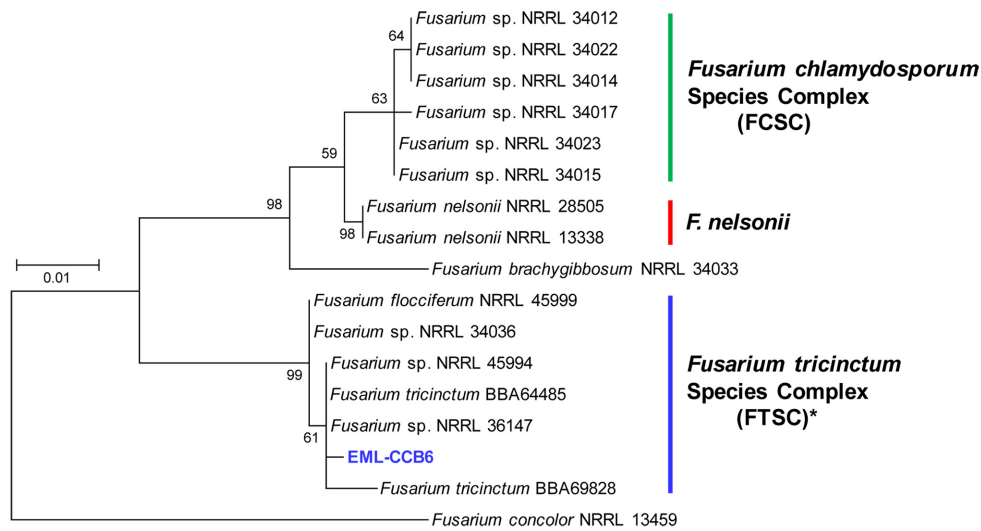 Fusarium sp. NRRL 34012
64
Fusarium sp. NRRL 34022
Fusarium sp. NRRL 34014
63
Fusarium sp. NRRL 34017
Fusarium sp. NRRL 34023
Fusarium sp. NRRL 34015
Fusarium chlamydosporum
Species Complex
(FCSC)
59
98
Fusarium nelsonii NRRL 28505
98
Fusarium nelsonii NRRL 13338
F. nelsonii
Fusarium brachygibbosum NRRL 34033
0.01
Fusarium flocciferum NRRL 45999
Fusarium sp. NRRL 34036
Fusarium sp. NRRL 45994
99
Fusarium tricinctum BBA64485
Fusarium sp. NRRL 36147
61
EML-CCB6
Fusarium tricinctum BBA69828
Fusarium tricinctum
Species Complex
(FTSC)*
Fusarium concolor NRRL 13459